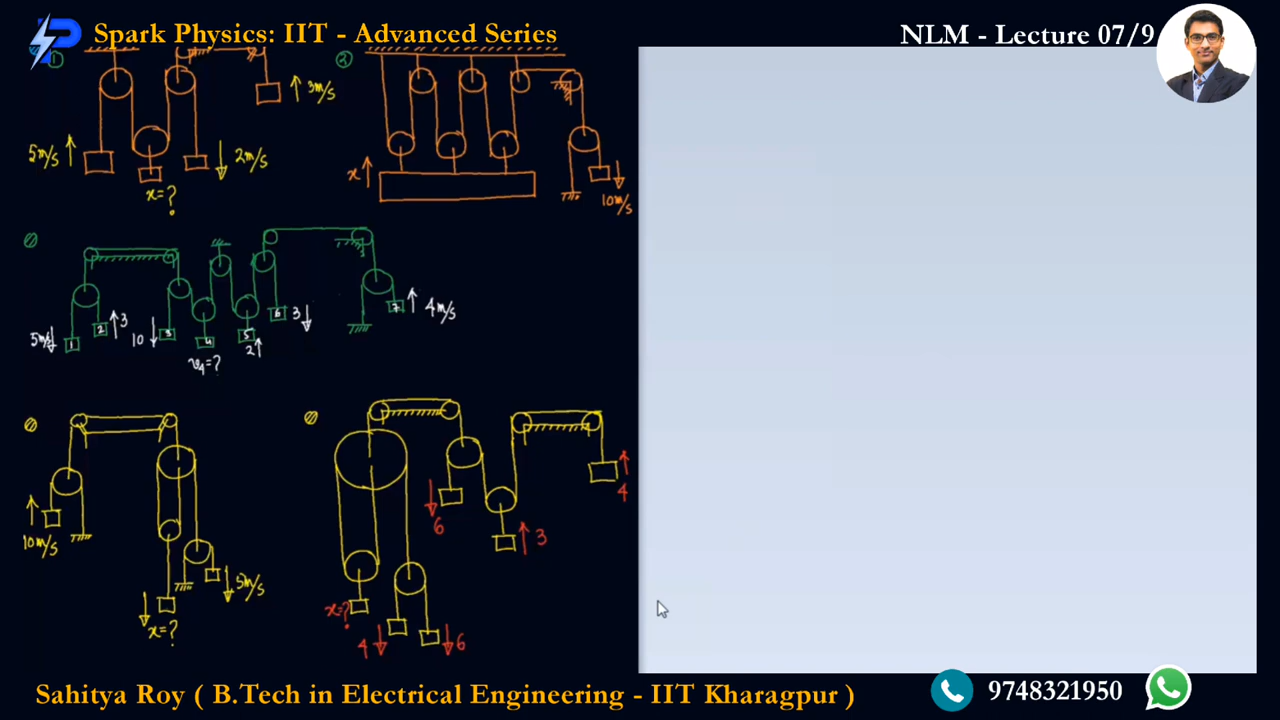 Spark Physics: IIT - Advanced Series
NLM - Lecture 07/9
①
3m/s
5m/s
2m/s
x=?
②
x
10m/s
5m/s
1
2
3
10
3
4
v₄=?
5
2
6
3
7
4m/s
10m/s
x=?
5m/s
x=?
4
6
6
3
4
Sahitya Roy ( B.Tech in Electrical Engineering - IIT Kharagpur )
9748321950